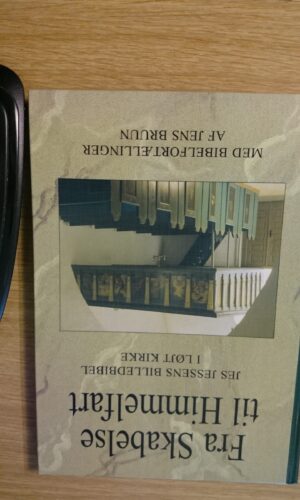 Fra Skabelse
til Himmelfart
JES JESSENS BILLEDBIBEL
I LØJT KIRKE
MED BIBELFORTÆLLINGER
AF JENS BRUUN